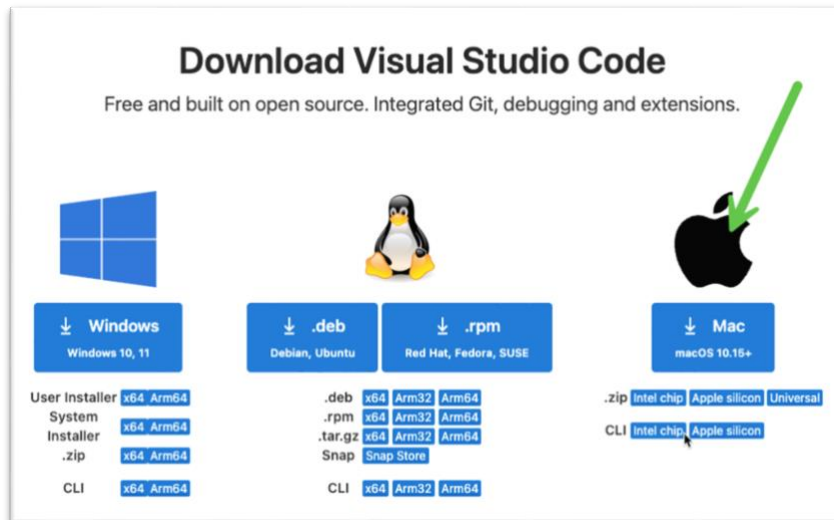 Download Visual Studio Code
Free and built on open source. Integrated Git, debugging and extensions.
Windows
Windows 10, 11
User Installer x64 Arm64
System
Installer x64 Arm64
.zip x64 Arm64
CLI x64 Arm64
.deb
Debian, Ubuntu
.rpm
Red Hat, Fedora, SUSE
.deb x64 Arm32 Arm64
.rpm x64 Arm32 Arm64
.tar.gz x64 Arm32 Arm64
Snap Snap Store
CLI x64 Arm32 Arm64
Mac
macOS 10.15+
.zip Intel chip Apple silicon Universal
CLI Intel chip Apple silicon